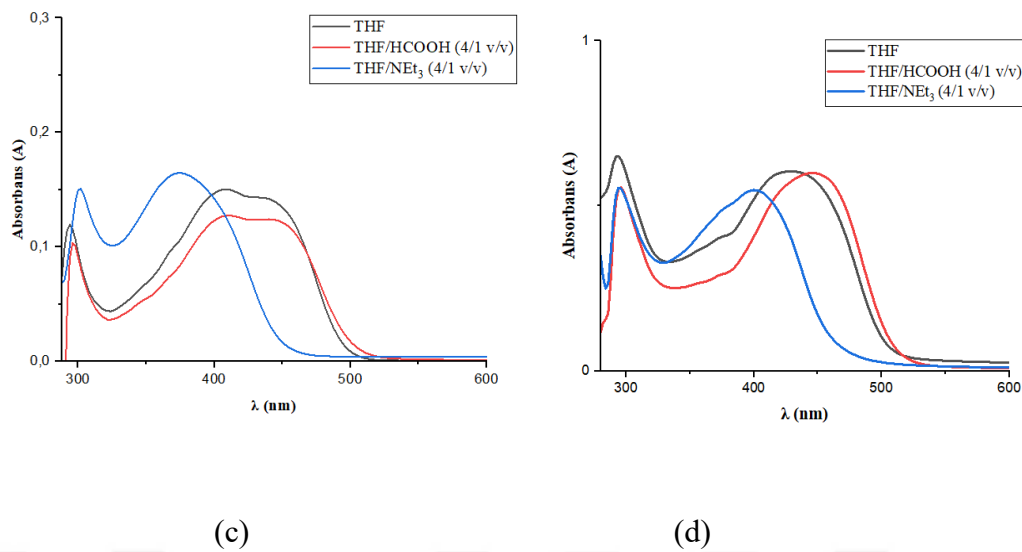 0,3
THF
THF/HCOOH (4/1 v/v)
THF/NEt₃ (4/1 v/v)
0,2
Absorbans (A)
0,1
0,0
300
400
500
600
λ (nm)
(c)
1
THF
THF/HCOOH (4/1 v/v)
THF/NEt₃ (4/1 v/v)
Absorbans (A)
0
300
400
500
600
λ (nm)
(d)